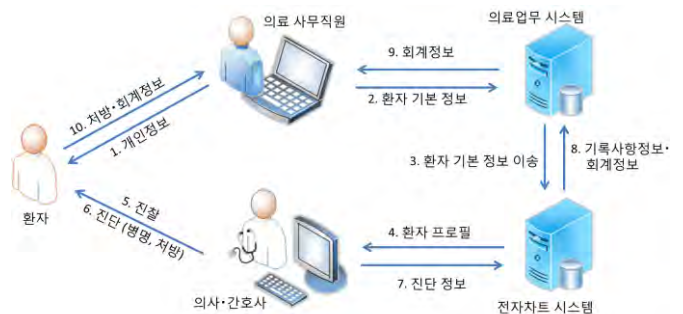 의료 사무직원
의료업무 시스템
9. 회계정보
2. 환자 기본 정보
10. 처방·회계정보
1. 개인정보
3. 환자 기본 정보 이송
8. 기록사항정보·
회계정보
환자
5. 진찰
6. 진단 (병명, 처방)
4. 환자 프로필
7. 진단 정보
의사·간호사
전자차트 시스템